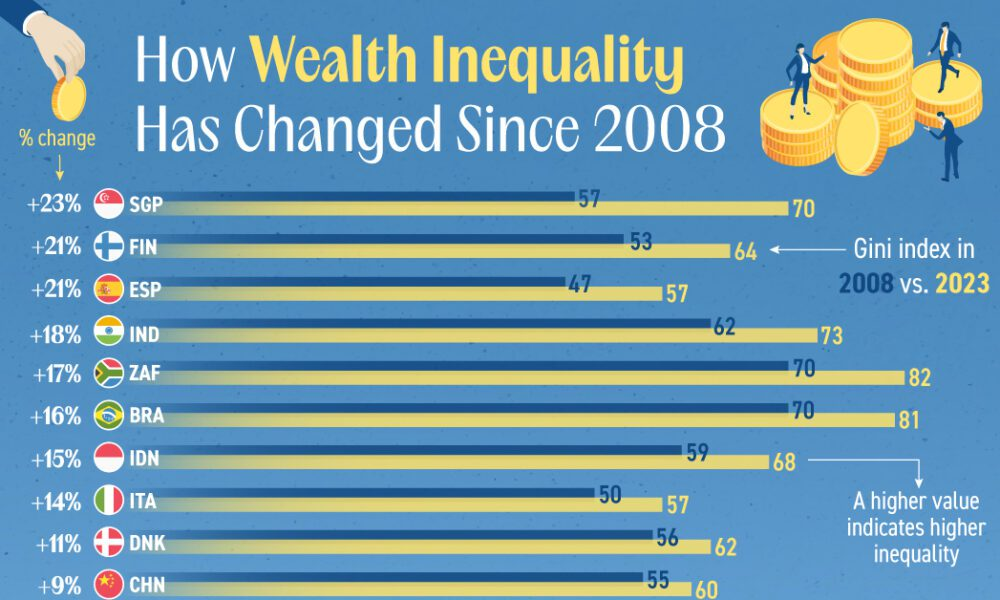 How Wealth Inequality
Has Changed Since 2008
% change
+23% SGP 57 70
+21% FIN 53 64
Gini index in
2008 vs. 2023
+21% ESP 47 57
+18% IND 62 73
+17% ZAF 70 82
+16% BRA 70 81
+15% IDN 59 68
A higher value
indicates higher
inequality
+14% ITA 50 57
+11% DNK 56 62
+9% CHN 55 60